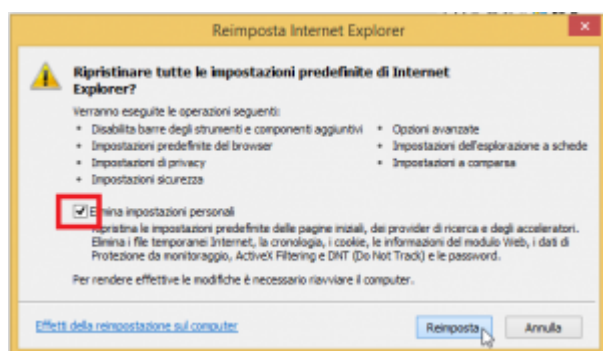 Reimposta Internet Explorer
Ripristinare tutte le impostazioni predefinite di Internet
Explorer?
Verranno eseguite le operazioni seguenti:
• Disabilita barre degli strumenti e componenti aggiuntivi
• Impostazioni predefinite del browser
• Impostazioni di privacy
• Impostazioni sicurezza
• Opzioni avanzate
• Impostazioni dell'esplorazione a schede
• Impostazioni a comparsa
Elimina impostazioni personali
Ripristina le impostazioni predefinite delle pagine iniziali, dei provider di ricerca e degli acceleratori.
Elimina i file temporanei Internet, la cronologia, i cookie, le informazioni del modulo Web, i dati di
Protezione da monitoraggio, ActiveX Filtering e DNT (Do Not Track) e le password.
Per rendere effettive le modifiche è necessario riavviare il computer.
Effetti della reimpostazione sul computer
Reimposta
Annulla